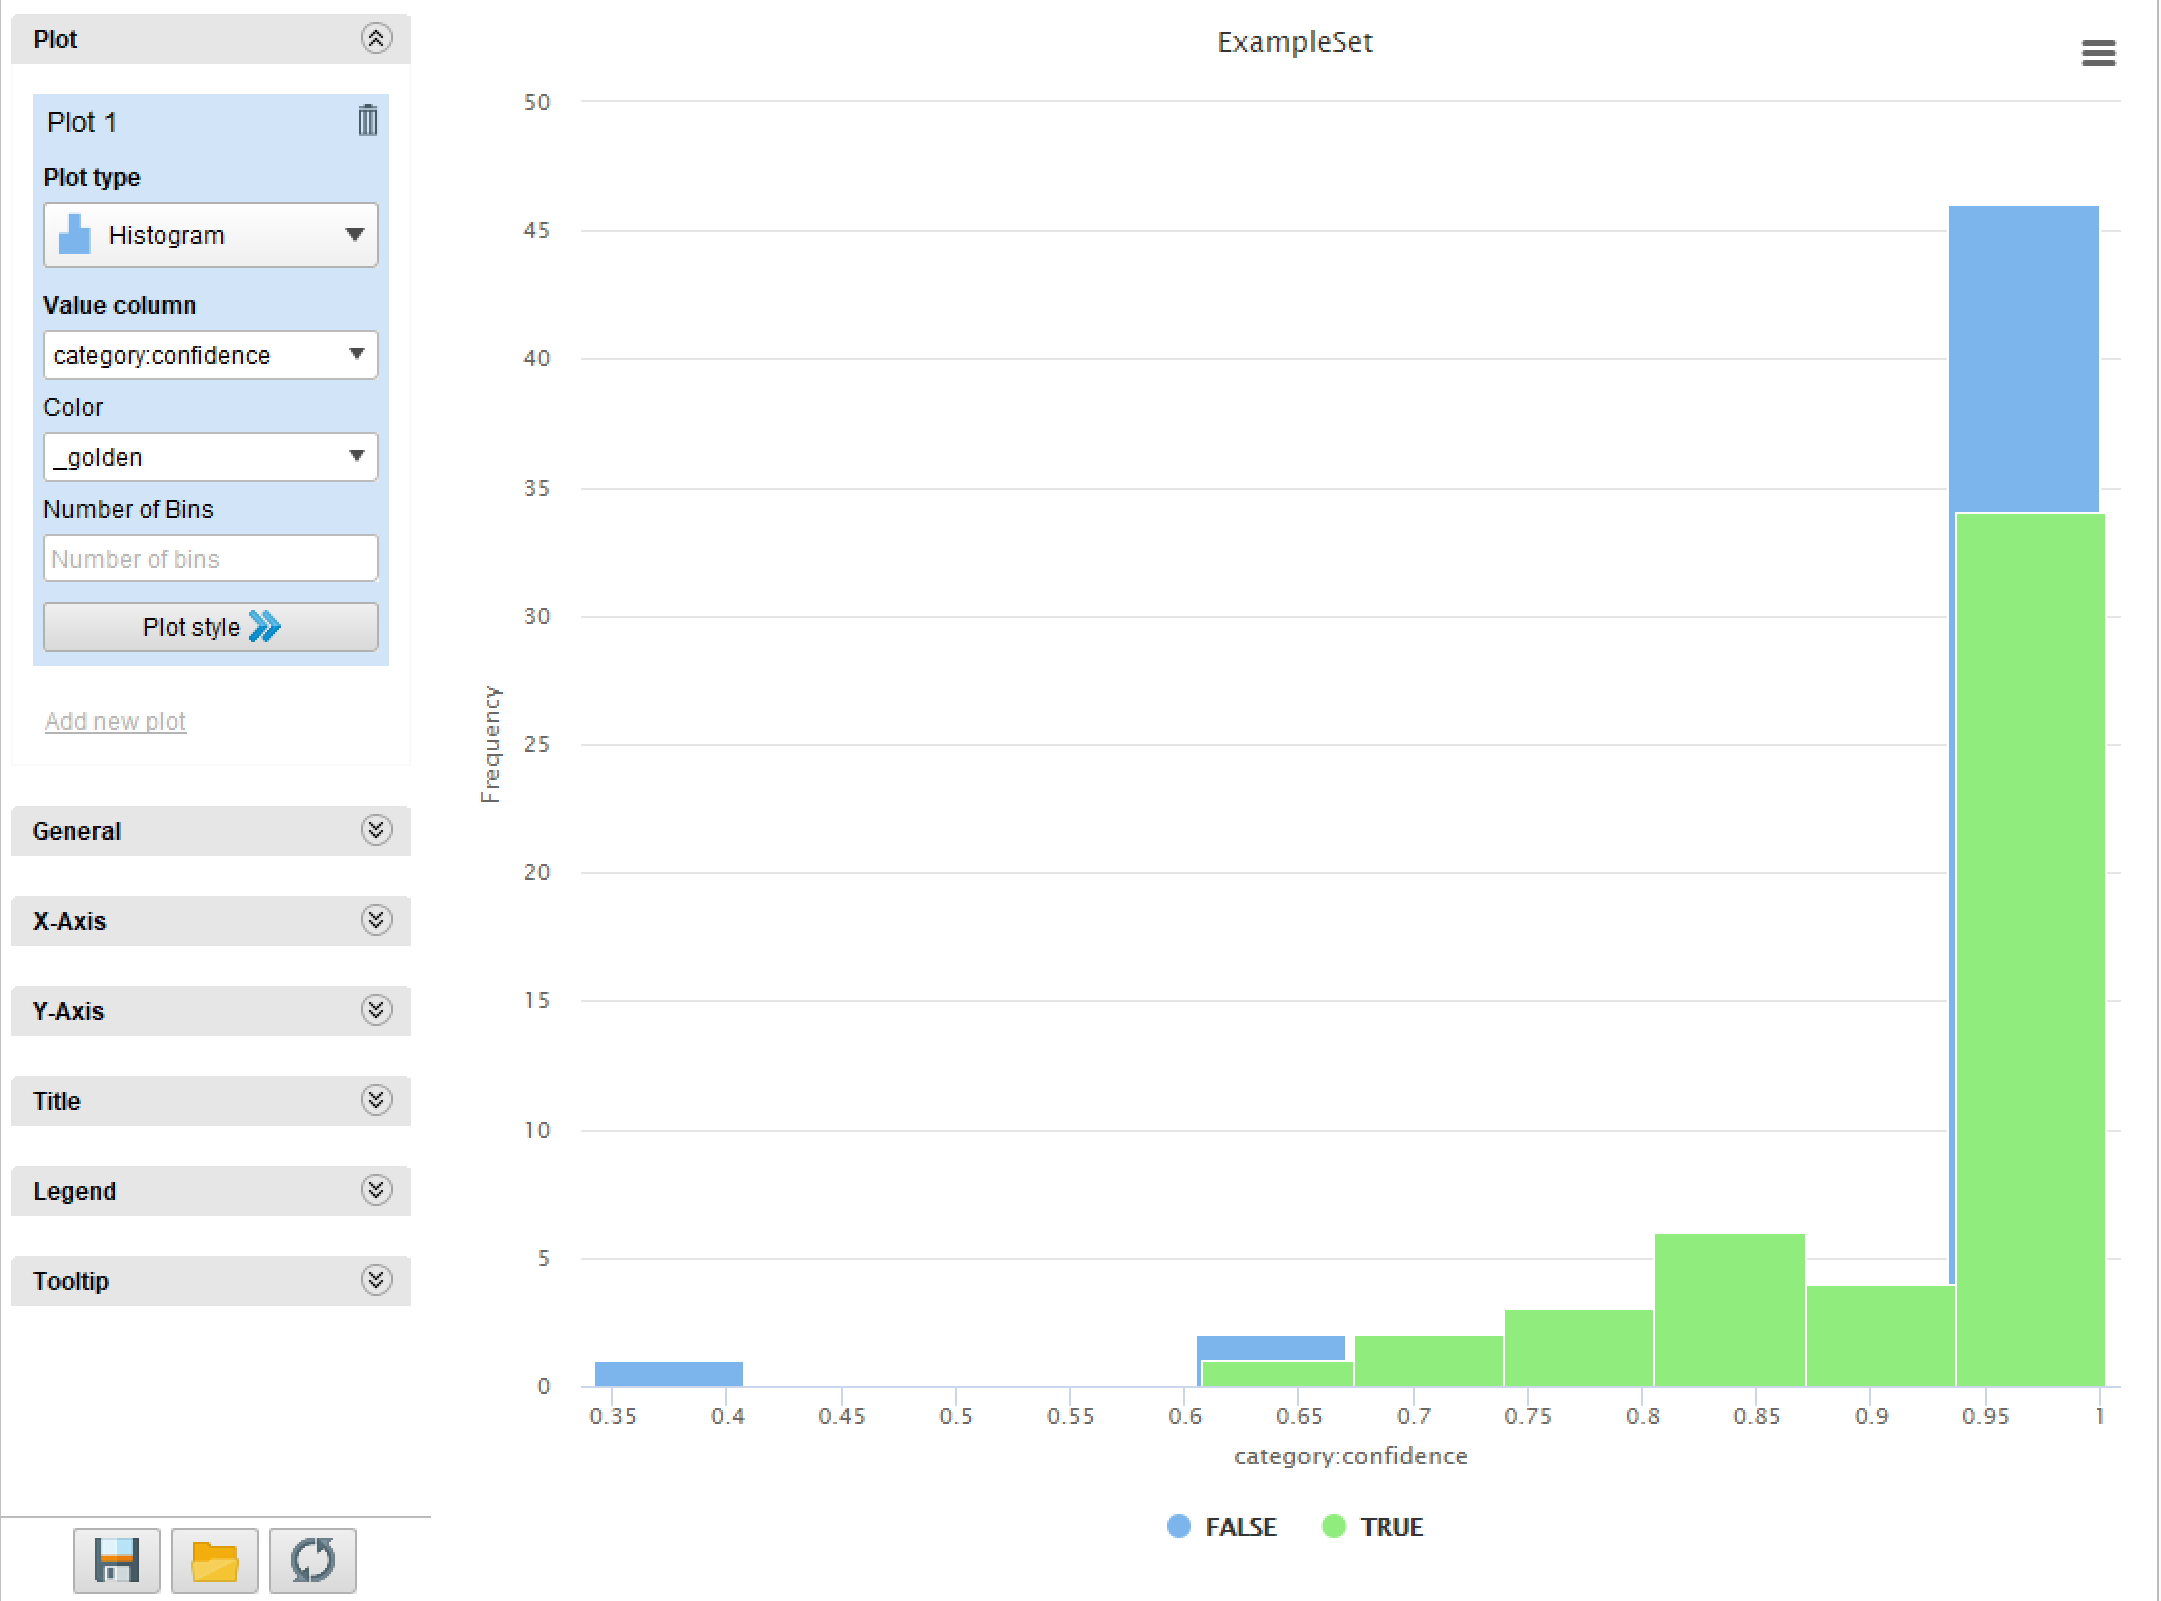 Plot
Plot 1
Plot type
Histogram
Value column
category:confidence
Color
_golden
Number of Bins
Number of bins
Plot style
Add new plot
General
X-Axis
Y-Axis
Title
Legend
Tooltip
ExampleSet
50
45
40
35
30
25
20
15
10
5
0
Frequency
0.35 0.4 0.45 0.5 0.55 0.6 0.65 0.7 0.75 0.8 0.85 0.9 0.95 1
category:confidence
FALSE TRUE